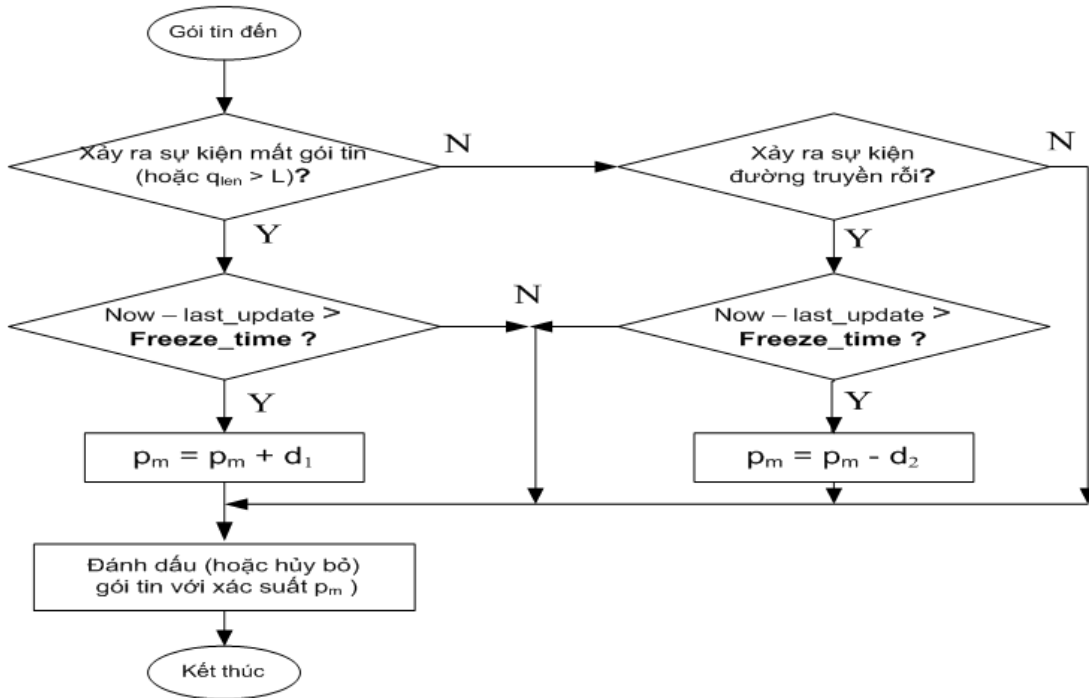 Gói tin đến
Xảy ra sự kiện mất gói tin
(hoặc qlen > L)?
N
Xảy ra sự kiện
đường truyền rỗi?
N
Y
Y
Now – last_update >
Freeze_time ?
N
Now – last_update >
Freeze_time ?
Y
Y
pm = pm + d1
pm = pm - d2
Đánh dấu (hoặc hủy bỏ)
gói tin với xác suất pm )
Kết thúc